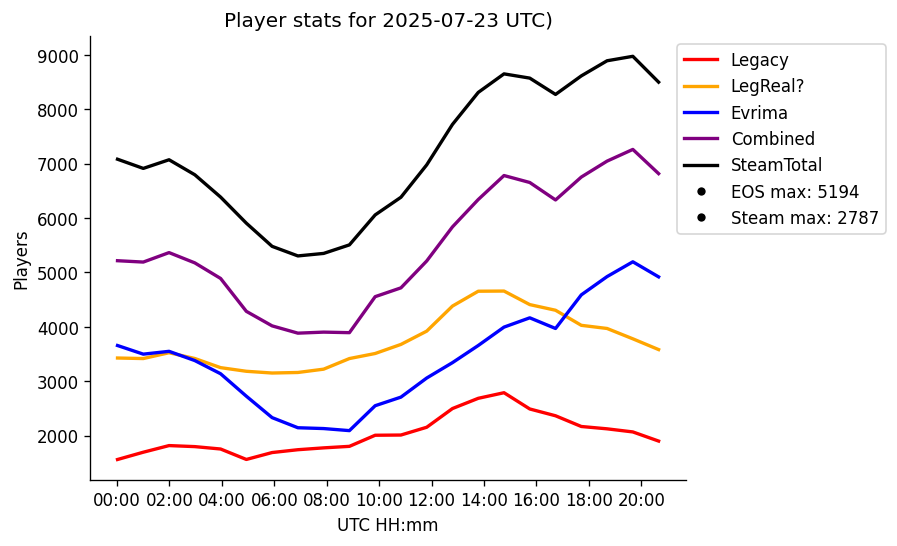 Player stats for 2025-07-23 UTC)
9000
8000
7000
6000
5000
4000
3000
2000
Players
00:00 02:00 04:00 06:00 08:00 10:00 12:00 14:00 16:00 18:00 20:00
UTC HH:mm
Legacy
LegReal?
Evrima
Combined
SteamTotal
EOS max: 5194
Steam max: 2787